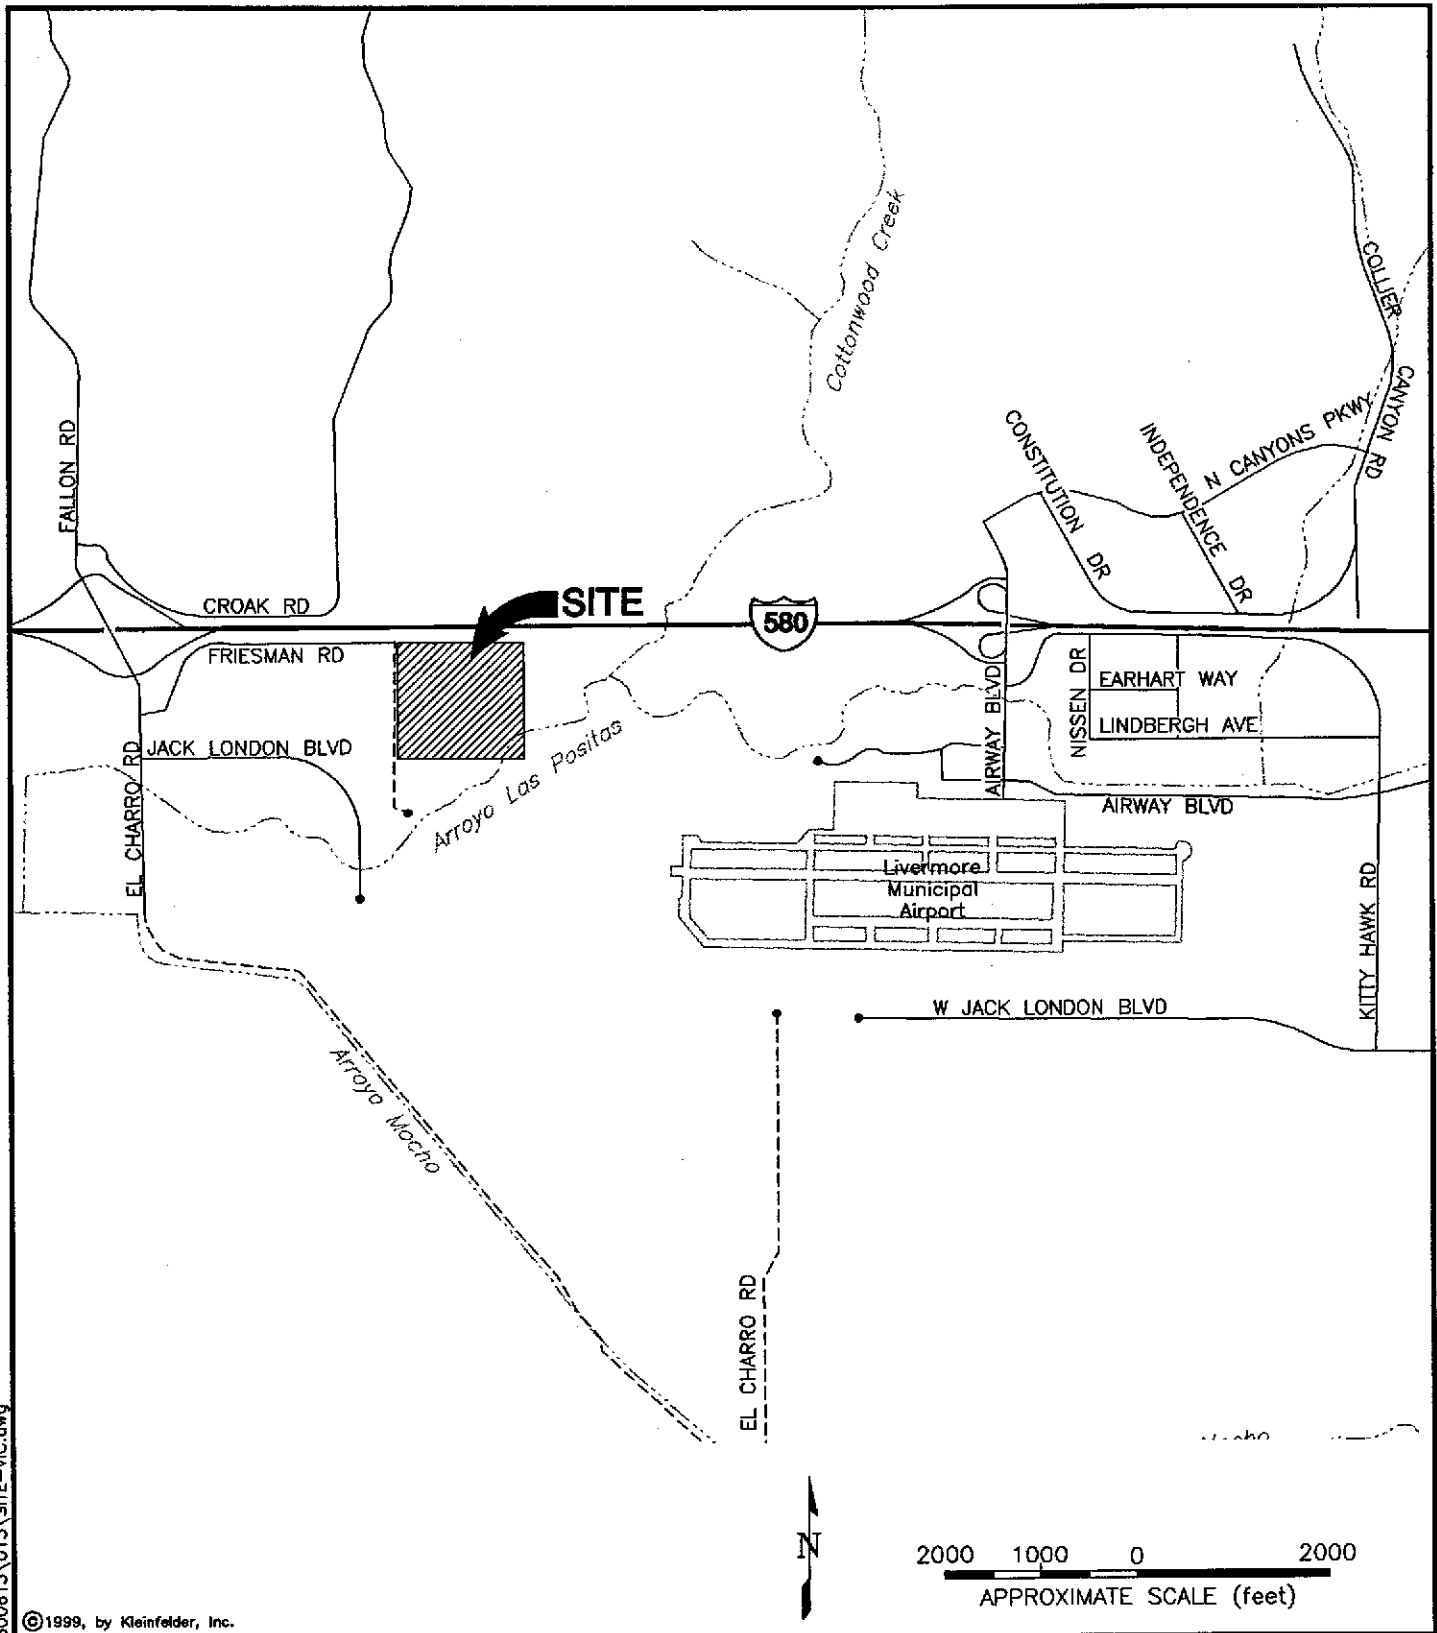 Cottonwood Creek
COLLIER
CANYON RD
FALLON RD
CONSTITUTION DR
INDEPENDENCE DR
N CANYONS PKWY
CROAK RD
SITE
580
FRIESMAN RD
NISSEN DR
EARHART WAY
AIRWAY BLVD
LINDBERGH AVE
JACK LONDON BLVD
EL CHARRO RD
Arroyo Las Positas
AIRWAY BLVD
Livermore
Municipal
Airport
KITTY HAWK RD
W JACK LONDON BLVD
Arroyo Mocho
EL CHARRO RD
N
2000 1000 0 2000
APPROXIMATE SCALE (feet)
©1999, by Kleinfelder, Inc.